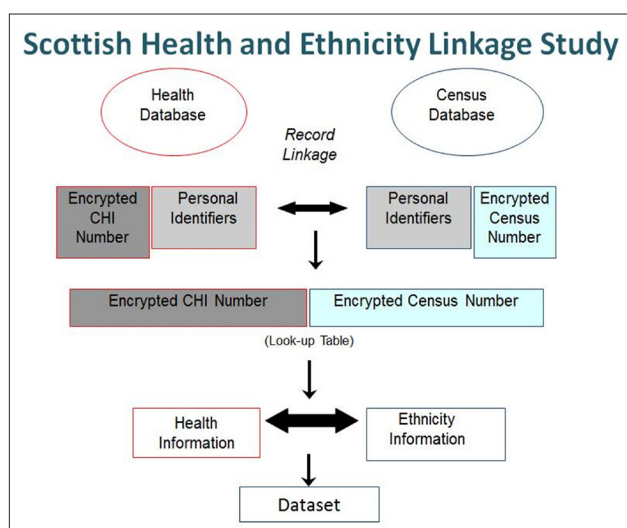 Scottish Health and Ethnicity Linkage Study
Health
Database
Census
Database
Record
Linkage
Encrypted
CHI
Number
Personal
Identifiers
Personal
Identifiers
Encrypted
Census
Number
Encrypted CHI Number
Encrypted Census Number
(Look-up Table)
Health
Information
Ethnicity
Information
Dataset